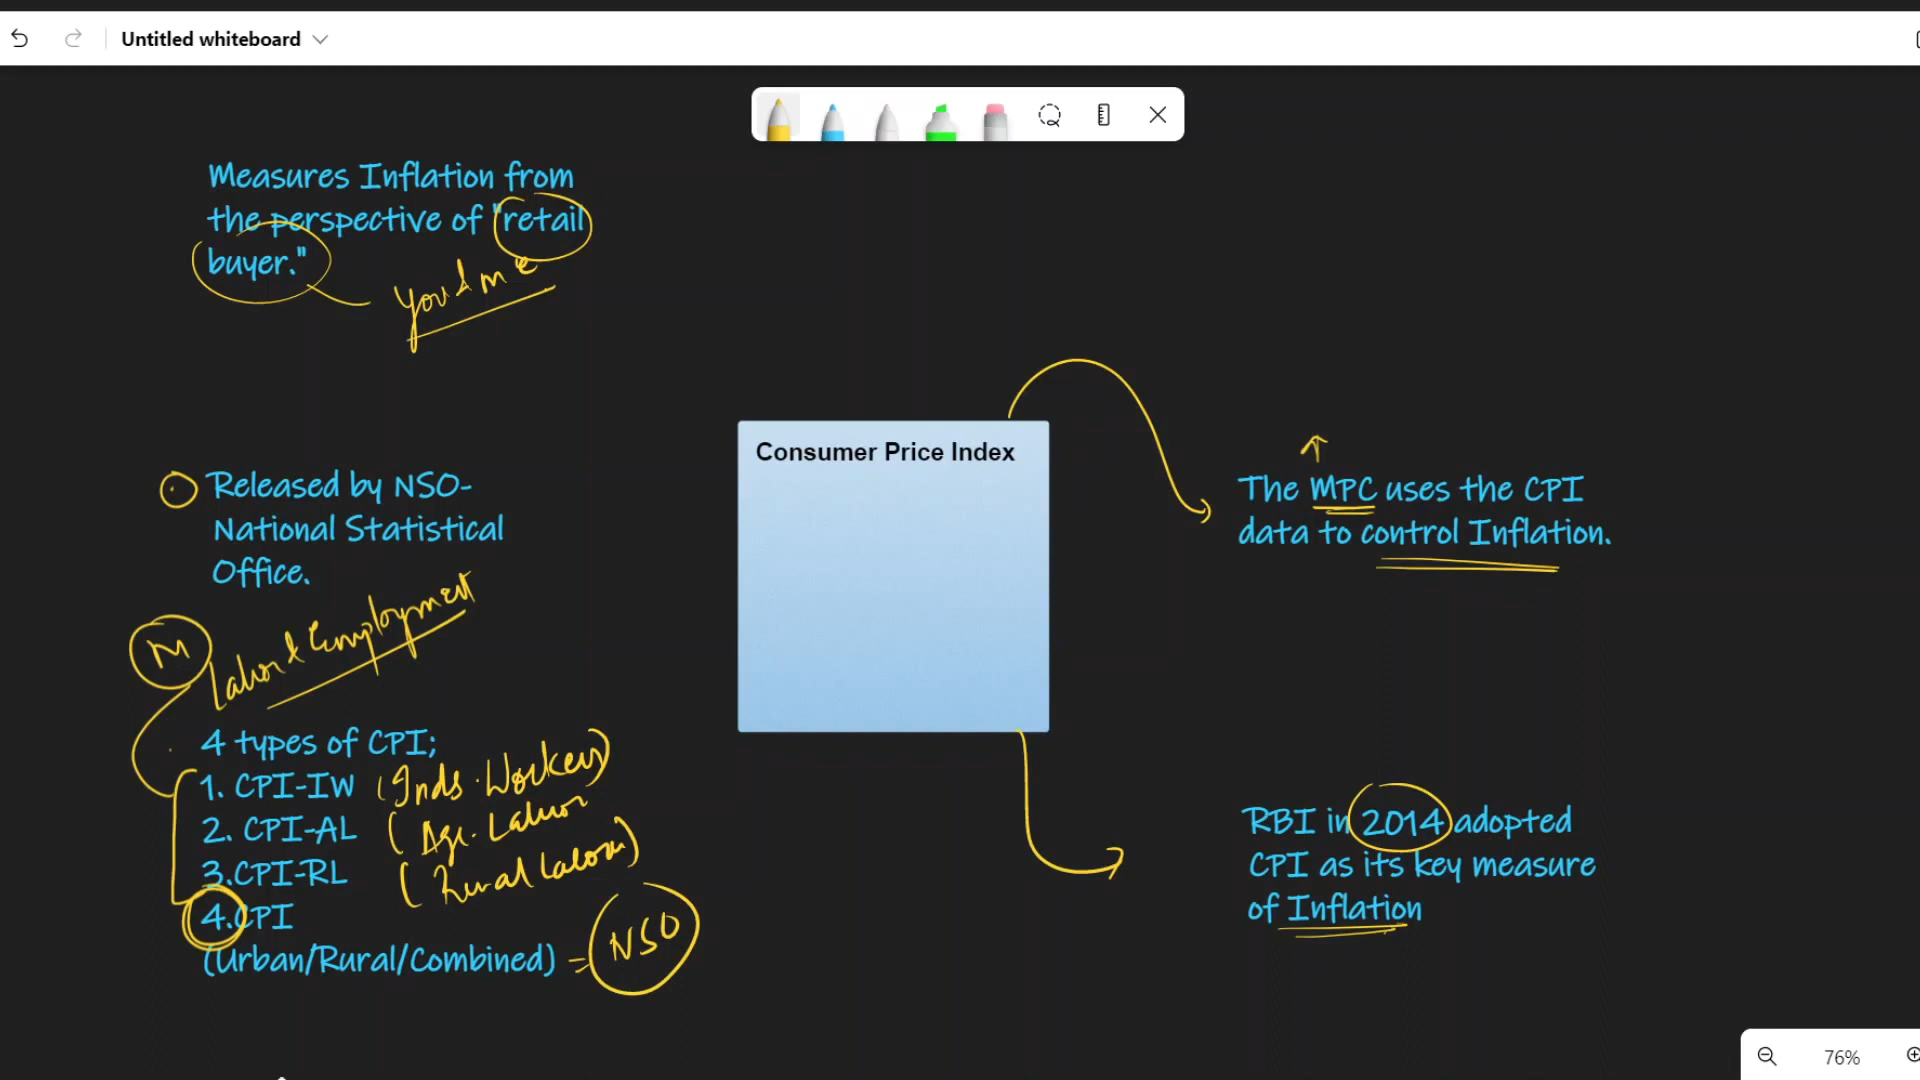 Untitled whiteboard
Measures Inflation from
the perspective of "retail
buyer."
You & me
Consumer Price Index
The MPC uses the CPI
data to control Inflation.
Released by NSO-
National Statistical
Office.
M
Labor & Employment
4 types of CPI;
1. CPI-IW (Inds. Workers)
2. CPI-AL (Agr. Labor
3.CPI-RL (Rural Labour)
4.CPI
(Urban/Rural/Combined) = NSO
RBI in 2014 adopted
CPI as its key measure
of Inflation
76%